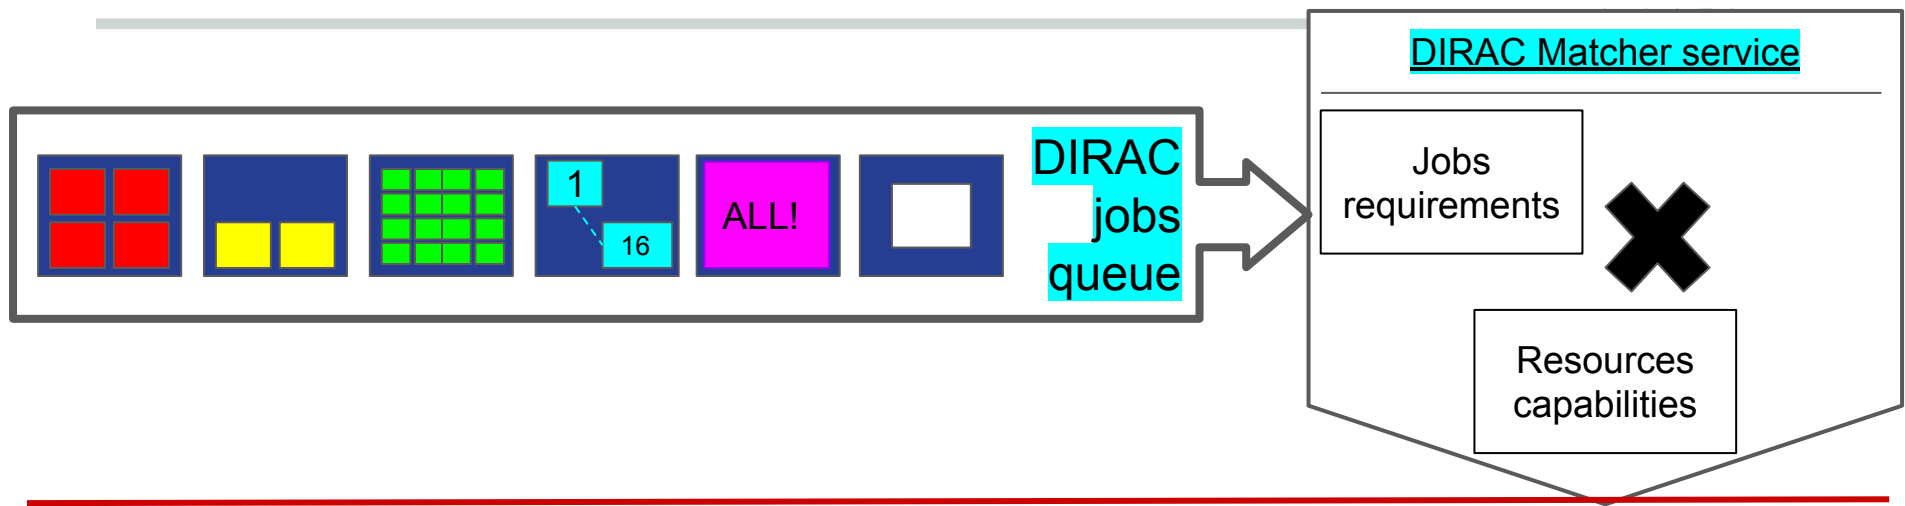 DIRAC Matcher service
1
16
ALL!
DIRAC
jobs
queue
Jobs
requirements
Resources
capabilities